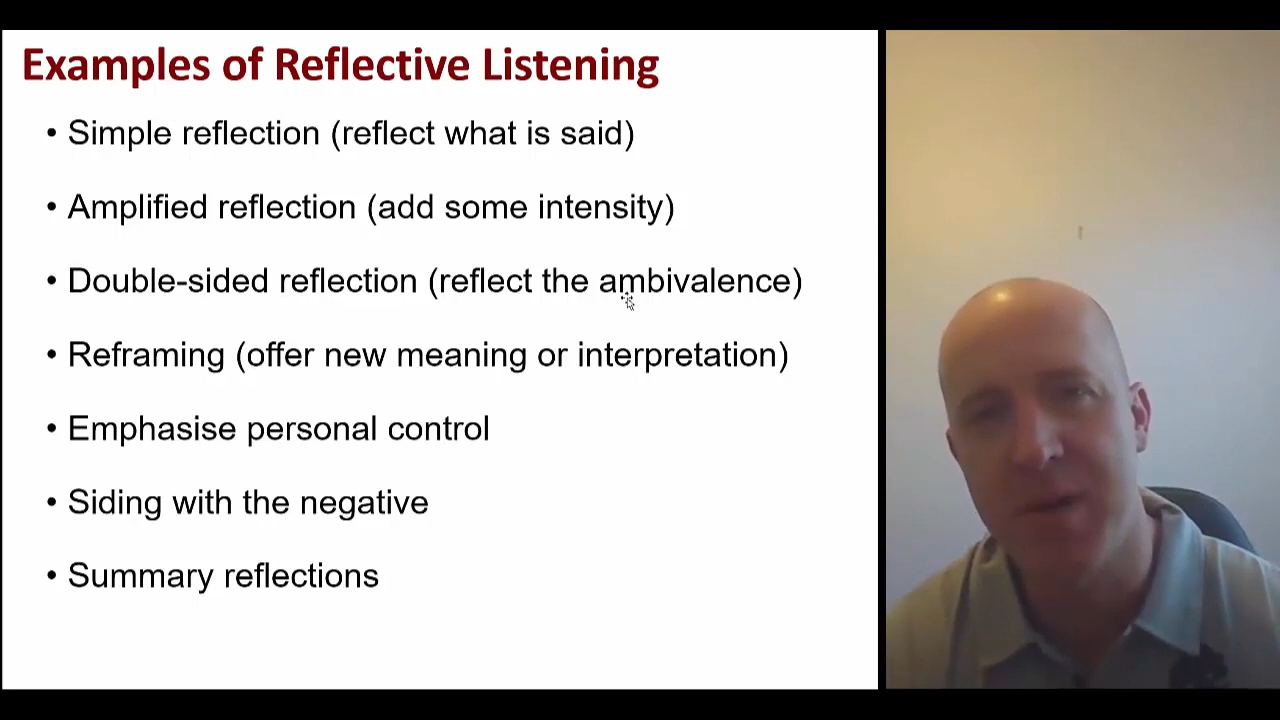 Examples of Reflective Listening
• Simple reflection (reflect what is said)
• Amplified reflection (add some intensity)
• Double-sided reflection (reflect the ambivalence)
• Reframing (offer new meaning or interpretation)
• Emphasise personal control
• Siding with the negative
• Summary reflections